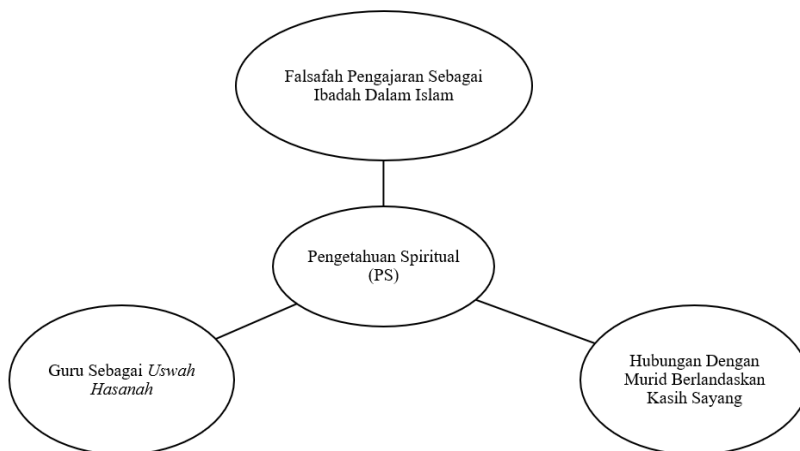 Falsafah Pengajaran Sebagai
Ibadah Dalam Islam
Pengetahuan Spiritual
(PS)
Guru Sebagai Uswah
Hasanah
Hubungan Dengan
Murid Berlandaskan
Kasih Sayang